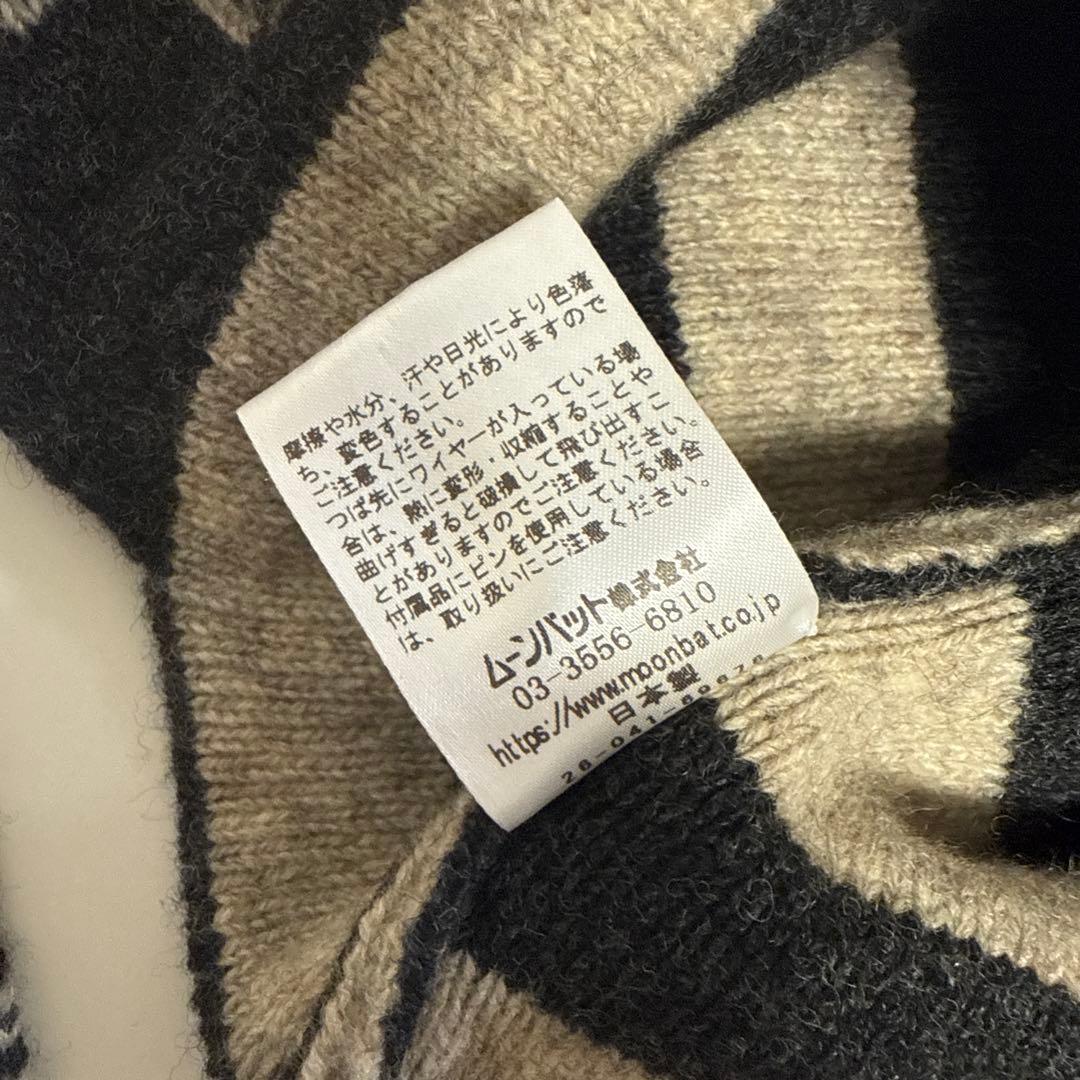 摩擦や水分、汗や日光により色落
ち、変色することがありますので
ご注意ください。
つば先にワイヤーが入っている場
合は、熱に変形・収縮することや
曲げすぎると破損して飛び出すこ
とがありますのでご注意ください。
付属品にピンを使用している場合
は、取り扱いにご注意ください。
ムーンバット株式会社
03-3556-6810
https://www.moonbat.co.jp
日本製
26-041-